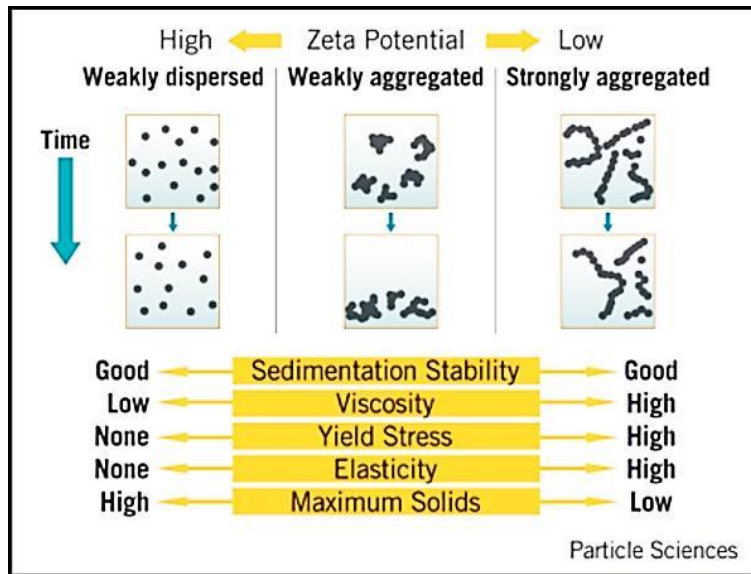 High Zeta Potential Low
Weakly dispersed Weakly aggregated Strongly aggregated
Time
Good Sedimentation Stability Good
Low Viscosity High
None Yield Stress High
None Elasticity High
High Maximum Solids Low
Particle Sciences